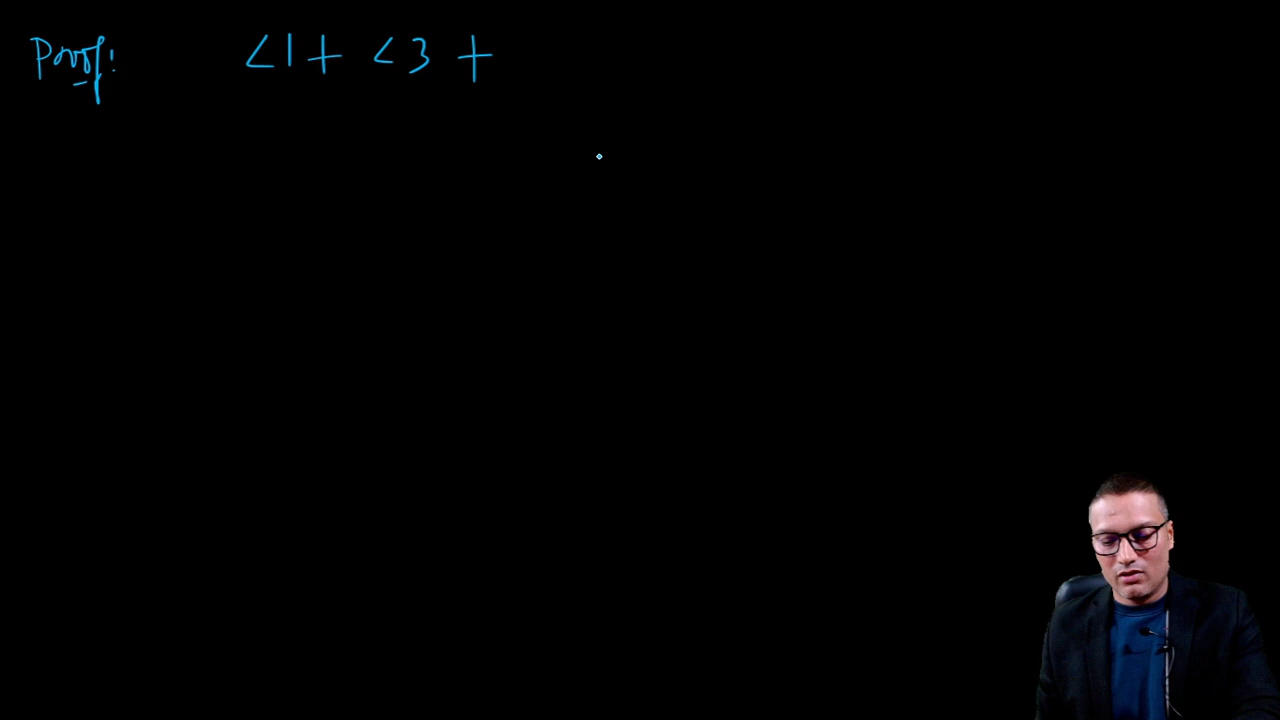 Proof: ∠1 + ∠3 +